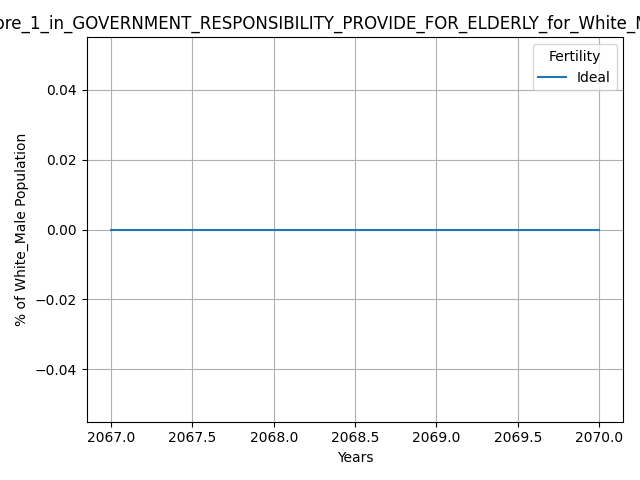 ore_1_in_GOVERNMENT_RESPONSIBILITY_PROVIDE_FOR_ELDERLY_for_White_M
Fertility
Ideal
0.04
0.02
0.00
−0.02
−0.04
% of White_Male Population
2067.0 2067.5 2068.0 2068.5 2069.0 2069.5 2070.0
Years